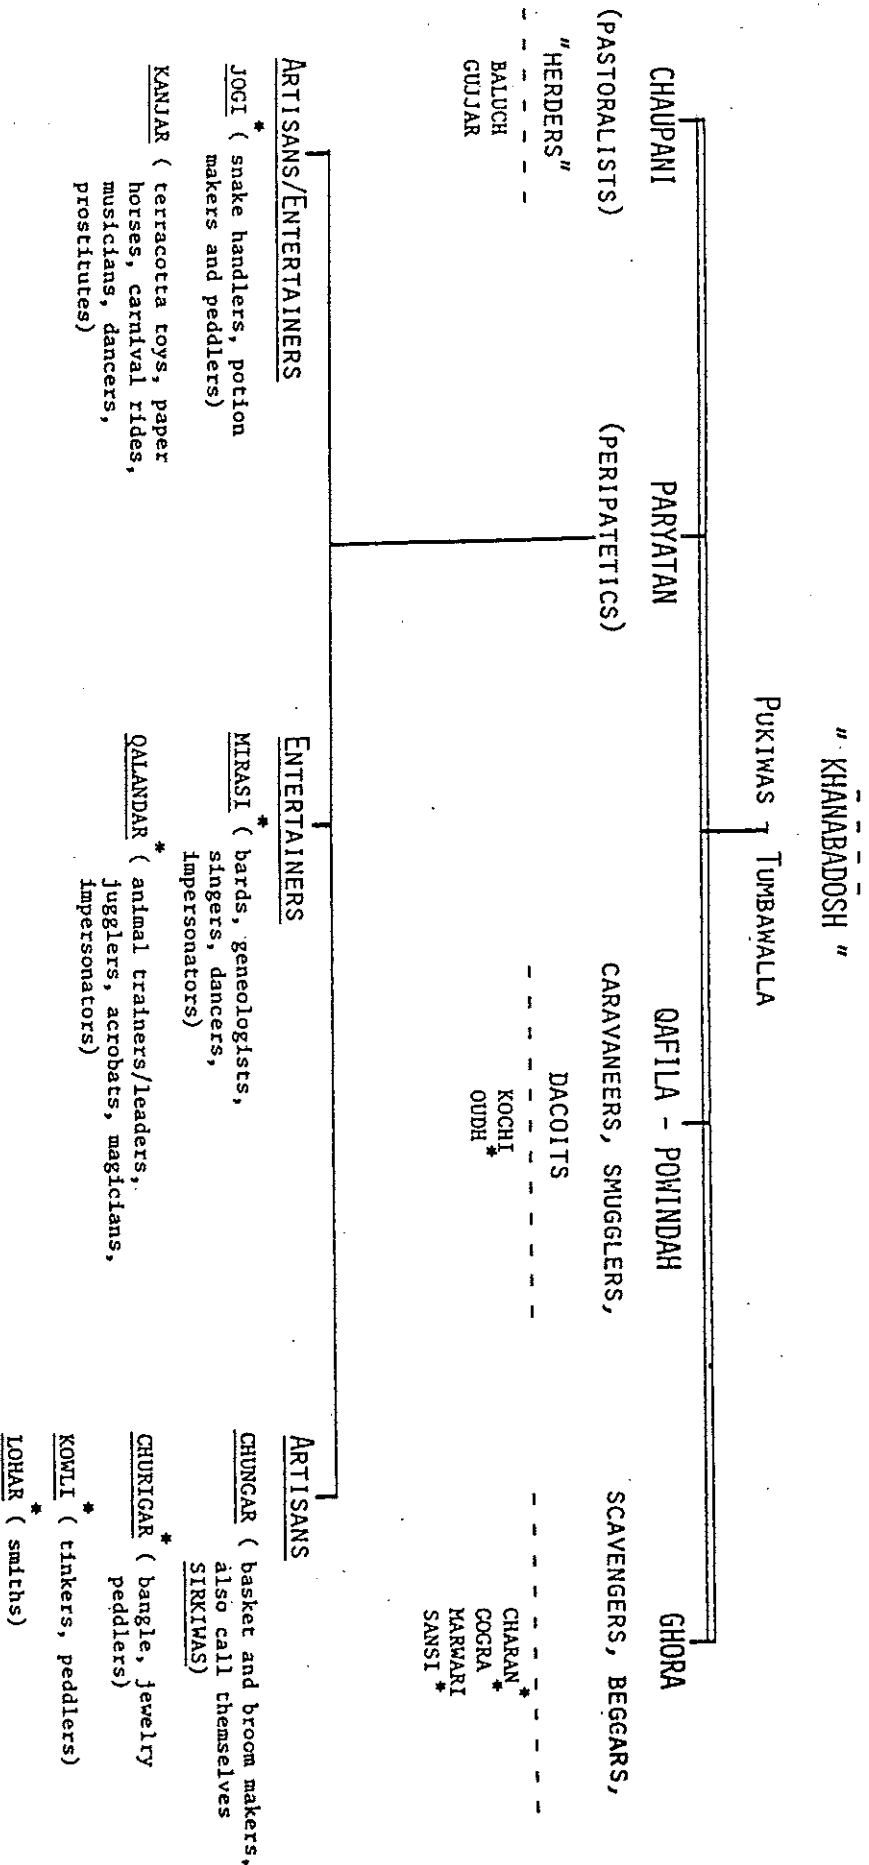 " KHANABADOSH "
PUKIWAS - TUMBAWALLA
CHAUPANI
(PASTORALISTS)
"HERDERS"
BALUCH
GUJJAR
PARYATAN
(PERIPATETICS)
QAFILA - POWINDAH
CARAVANEERS, SMUGGLERS,
DACOITS
KOCHI
OUDH *
GHORA
SCAVENGERS, BEGGARS,
CHARAN *
GOGRA *
MARWARI
SANSI *
ARTISANS/ENTERTAINERS
JOGI * ( snake handlers, potion
makers and peddlers)
KANJAR ( terracotta toys, paper
horses, carnival rides,
musicians, dancers,
prostitutes)
ENTERTAINERS
MIRASI * ( bards, geneologists,
singers, dancers,
impersonators)
QALANDAR * ( animal trainers/leaders,
jugglers, acrobats, magicians,
impersonators)
ARTISANS
CHUNGAR ( basket and broom makers,
also call themselves
SIRKIWAS)
CHURIGAR * ( bangle, jewelry
peddlers)
KOWLI * ( tinkers, peddlers)
LOHAR * ( smiths)